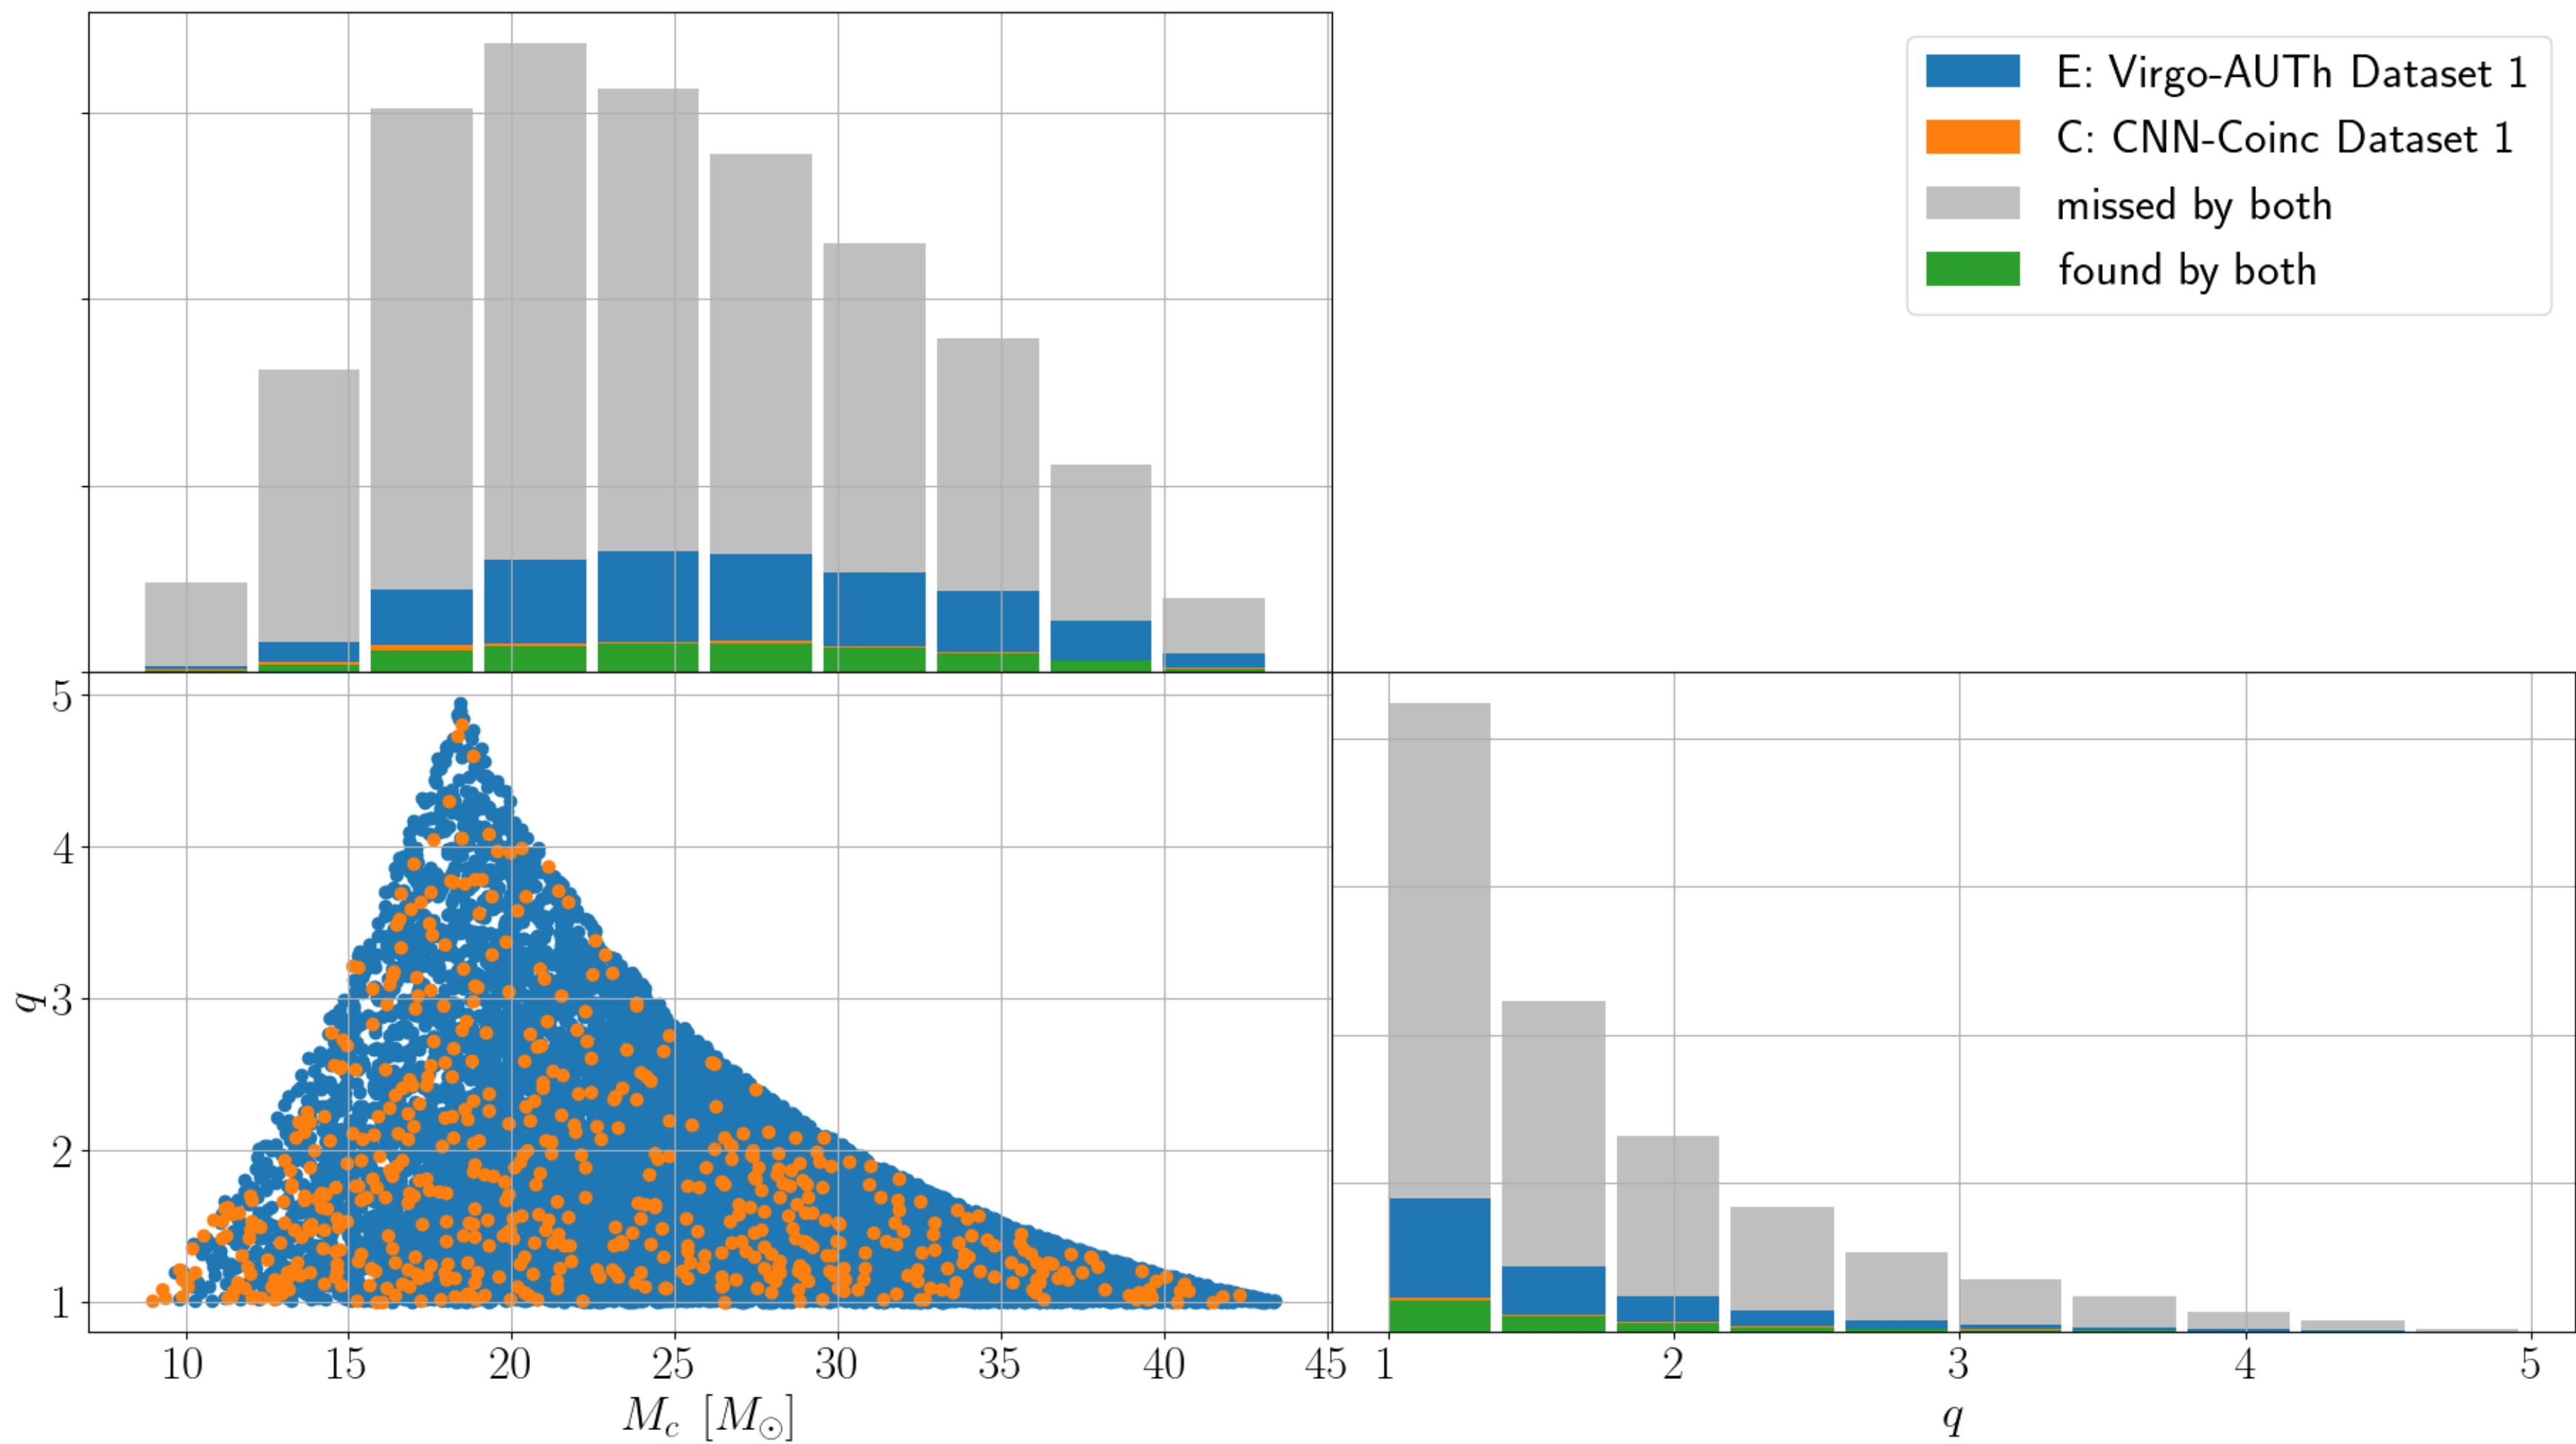 E: Virgo-AUTh Dataset 1
C: CNN-Coinc Dataset 1
missed by both
found by both
5
4
3
2
1
q
10 15 20 25 30 35 40 45
M_c [M_⊙]
1 2 3 4 5
q